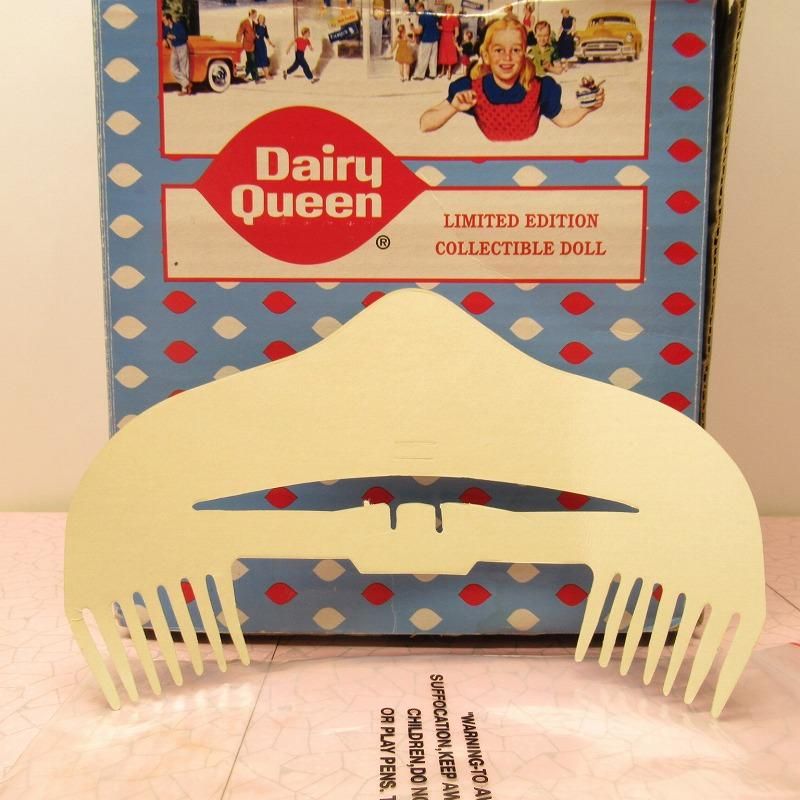 Dairy
Queen
®
LIMITED EDITION
COLLECTIBLE DOLL
"WARNING-TO
SUFFOCATION,KEEP
CHILDREN,DO
OR PLAY PENS.